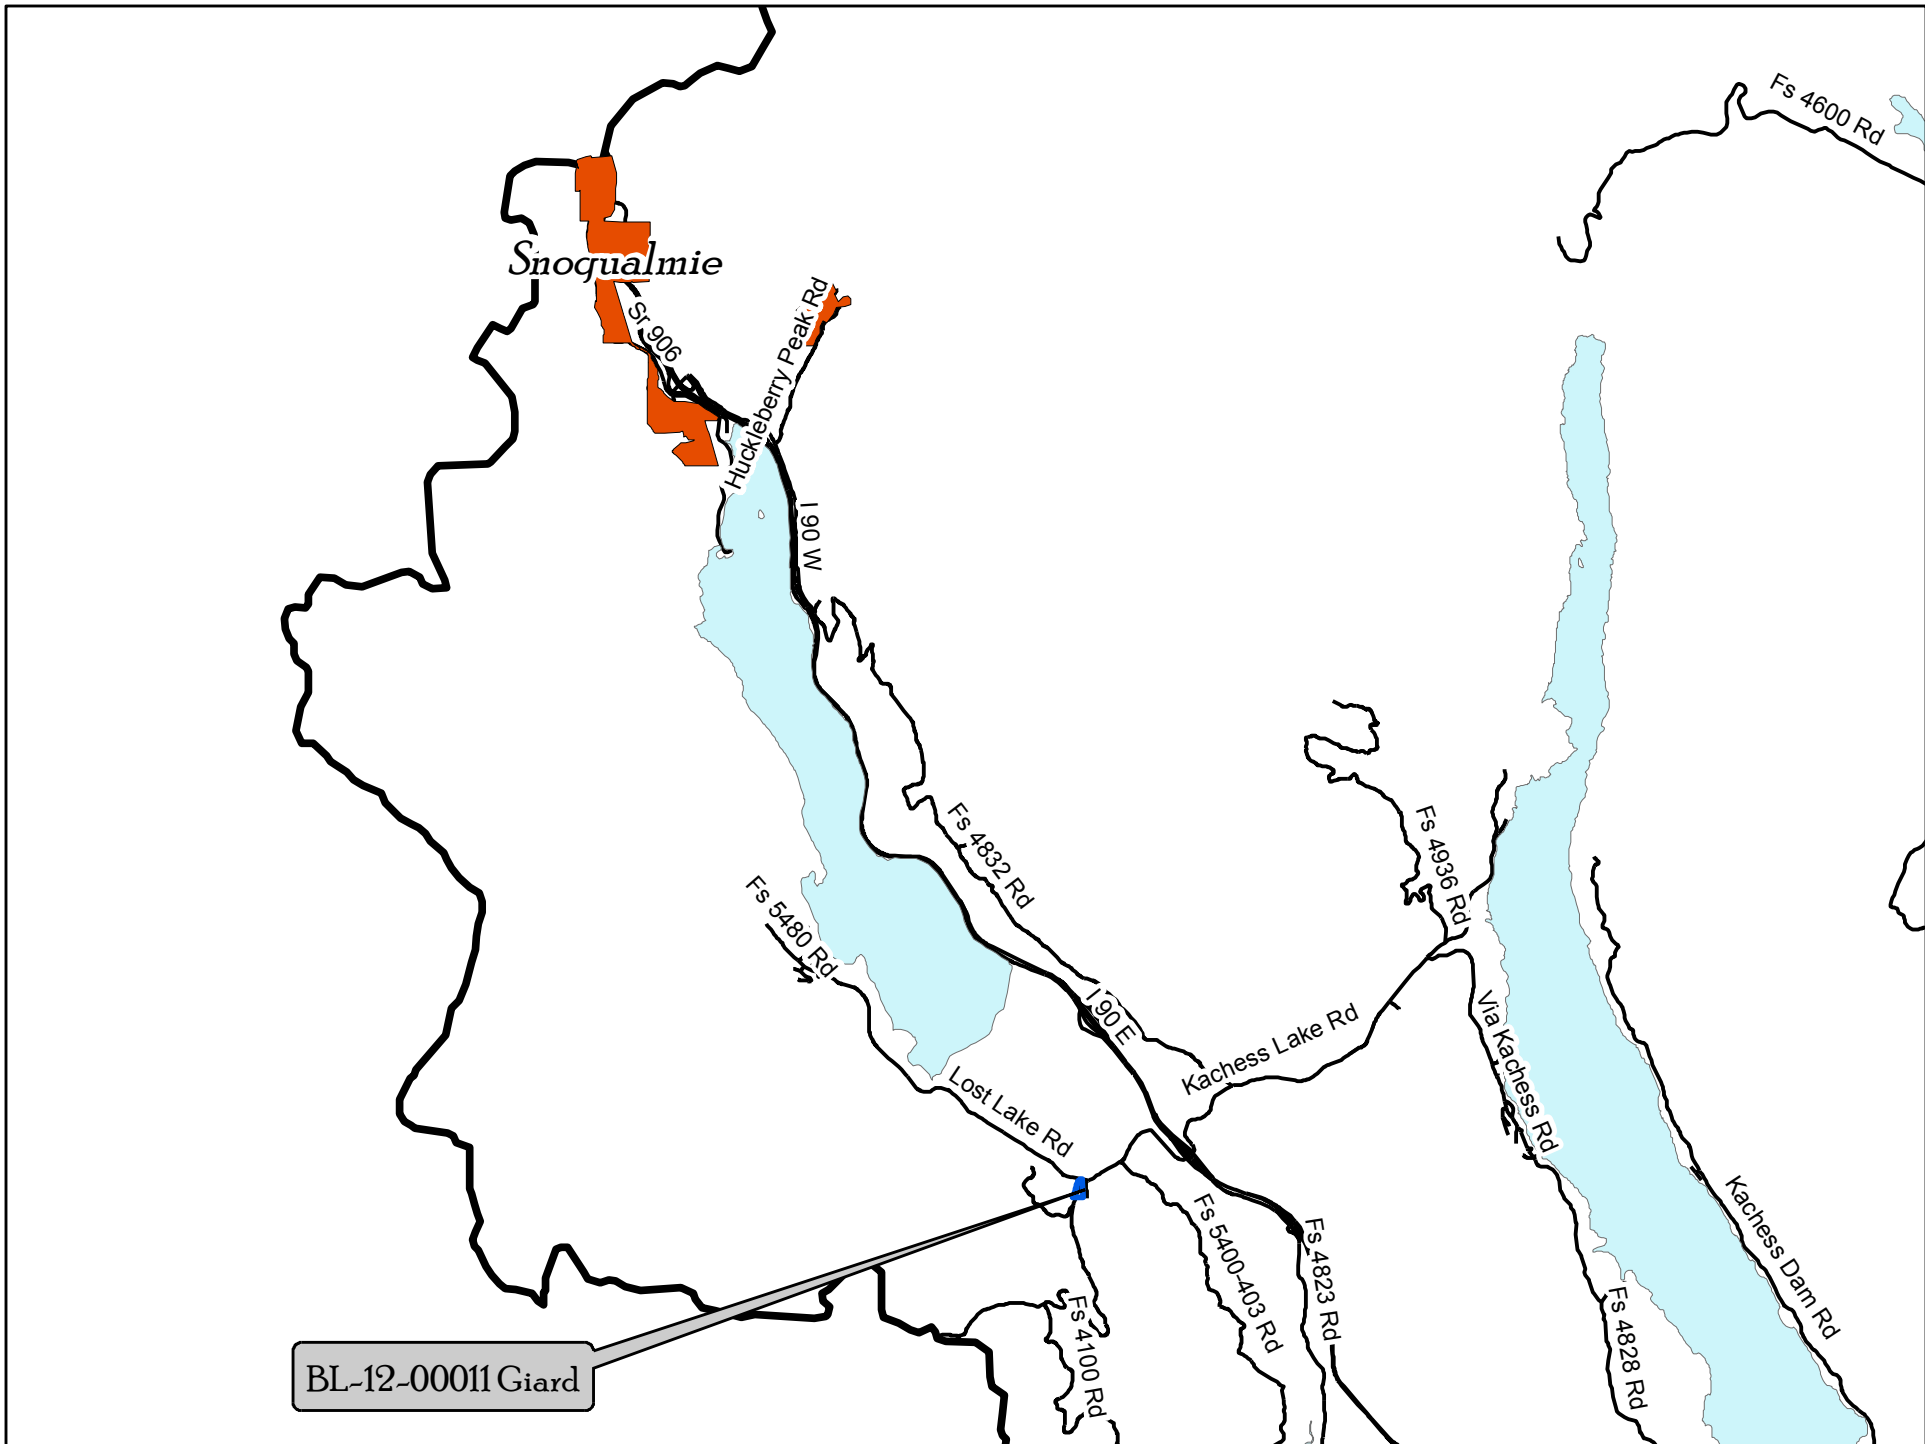 Fs 4600 Rd
Snoqualmie
Sr 906
Huckleberry Peak Rd
I 90 W
Fs 4832 Rd
Fs 4936 Rd
Fs 5480 Rd
I 90 E
Kachess Lake Rd
Via Kachess Rd
Lost Lake Rd
Kachess Dam Rd
Fs 5400-403 Rd
Fs 4823 Rd
Fs 4828 Rd
Fs 4100 Rd
BL-12-00011 Giard